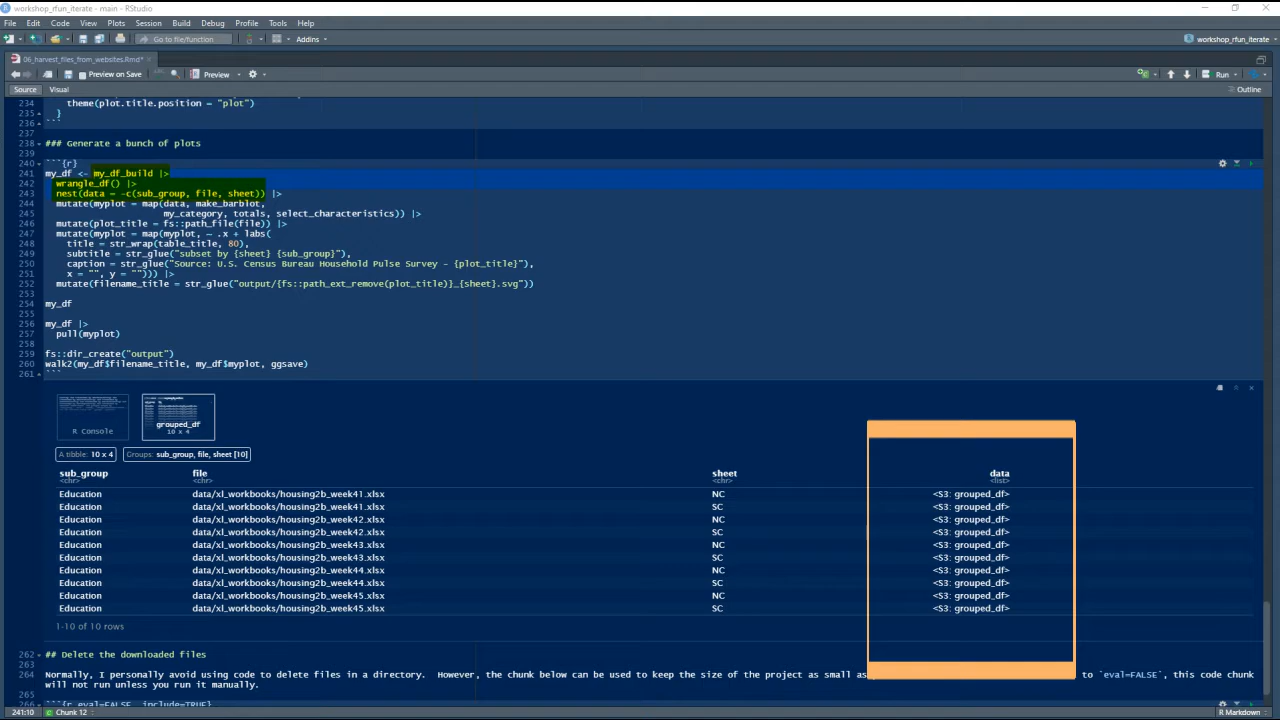 workshop_rfun_iterate - main - RStudio
File Edit Code View Plots Session Build Debug Profile Tools Help
Go to file/function Addins workshop_rfun_iterate
06_harvest_files_from_websites.Rmd*
Preview on Save Preview Run
Source Visual Outline
234 theme(plot.title.position = "plot")
235 }
236 ```
237
238 ### Generate a bunch of plots
239
240 ```{r}
241 my_df <- my_df_build |>
242 wrangle_df() |>
243 nest(data = -c(sub_group, file, sheet)) |>
244 mutate(myplot = map(data, make_barblot,
245 my_category, totals, select_characteristics)) |>
246 mutate(plot_title = fs::path_file(file)) |>
247 mutate(myplot = map(myplot, ~ .x + labs(
248 title = str_wrap(table_title, 80),
249 subtitle = str_glue("subset by {sheet} {sub_group}"),
250 caption = str_glue("Source: U.S. Census Bureau Household Pulse Survey - {plot_title}"),
251 x = "", y = ""))) |>
252 mutate(filename_title = str_glue("output/{fs::path_ext_remove(plot_title)}_{sheet}.svg"))
253
254 my_df
255
256 my_df |>
257 pull(myplot)
258
259 fs::dir_create("output")
260 walk2(my_df$filename_title, my_df$myplot, ggsave)
261 ```
R Console
grouped_df
10 x 4
A tibble: 10 x 4 Groups: sub_group, file, sheet [10]
sub_group file sheet data
<chr> <chr> <chr> <list>
Education data/xl_workbooks/housing2b_week41.xlsx NC <S3: grouped_df>
Education data/xl_workbooks/housing2b_week41.xlsx SC <S3: grouped_df>
Education data/xl_workbooks/housing2b_week42.xlsx NC <S3: grouped_df>
Education data/xl_workbooks/housing2b_week42.xlsx SC <S3: grouped_df>
Education data/xl_workbooks/housing2b_week43.xlsx NC <S3: grouped_df>
Education data/xl_workbooks/housing2b_week43.xlsx SC <S3: grouped_df>
Education data/xl_workbooks/housing2b_week44.xlsx NC <S3: grouped_df>
Education data/xl_workbooks/housing2b_week44.xlsx SC <S3: grouped_df>
Education data/xl_workbooks/housing2b_week45.xlsx NC <S3: grouped_df>
Education data/xl_workbooks/housing2b_week45.xlsx SC <S3: grouped_df>
1-10 of 10 rows
262 ## Delete the downloaded files
263
264 Normally, I personally avoid using code to delete files in a directory. However, the chunk below can be used to keep the size of the project as small as to `eval=FALSE`, this code chunk
will not run unless you run it manually.
265
266 ```{r eval=FALSE, include=TRUE}
241:10 Chunk 12 R Markdown